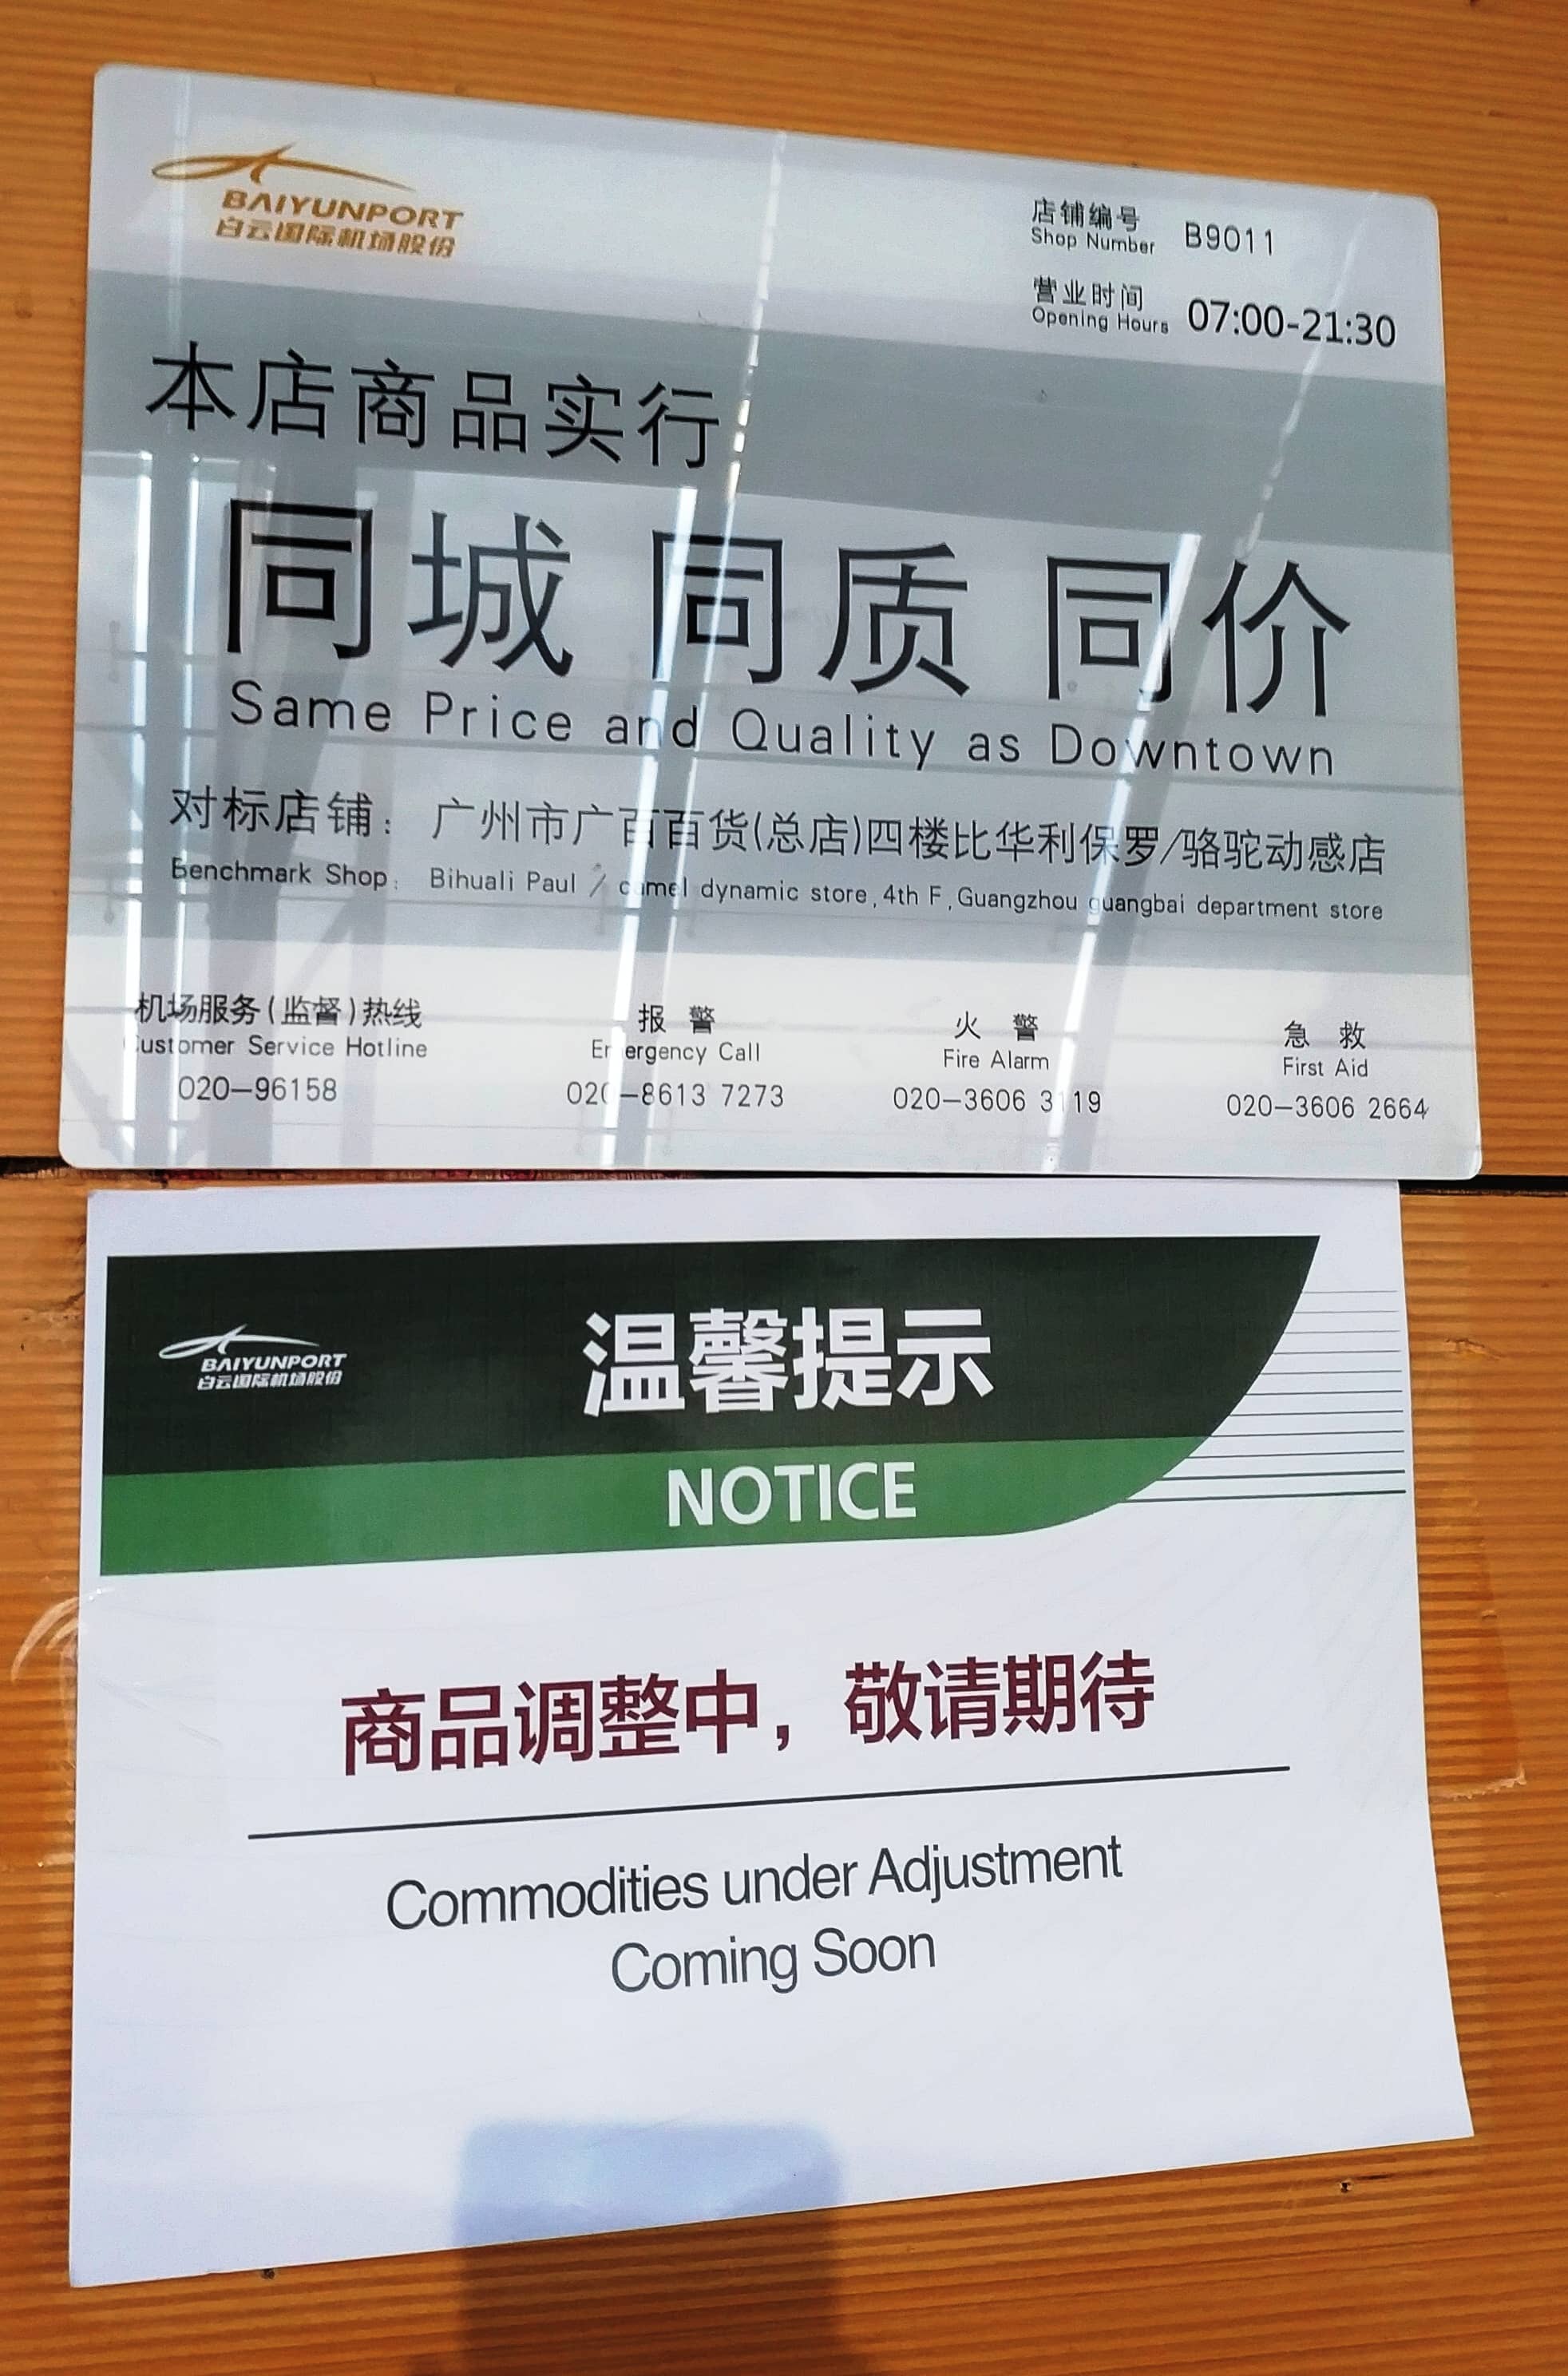 BAIYUNPORT
白云国际机场股份
店铺编号
Shop Number B9011
营业时间
Opening Hours 07:00-21:30
本店商品实行
同城 同质 同价
Same Price and Quality as Downtown
对标店铺: 广州市广百百货(总店)四楼比华利保罗/骆驼动感店
Benchmark Shop: Bihuali Paul / camel dynamic store,4th F,Guangzhou guangbai department store
机场服务(监督)热线
Customer Service Hotline
020-96158
报 警
Emergency Call
020-8613 7273
火 警
Fire Alarm
020-3606 3119
急 救
First Aid
020-3606 2664
BAIYUNPORT
白云国际机场股份
温馨提示
NOTICE
商品调整中,敬请期待
Commodities under Adjustment
Coming Soon